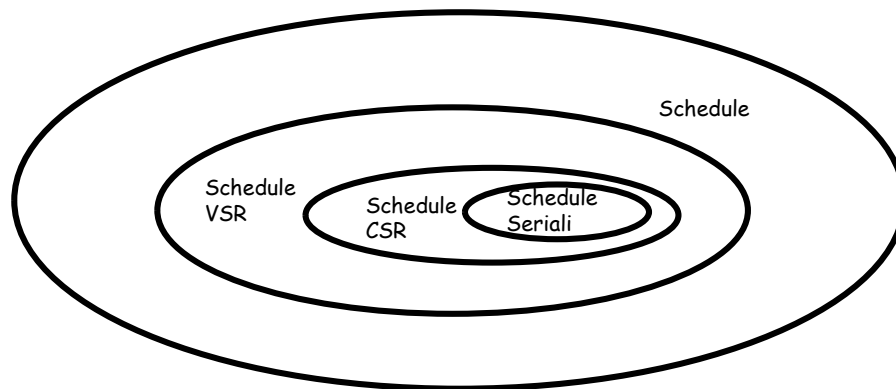 Schedule
Schedule
VSR
Schedule
CSR
Schedule
Seriali